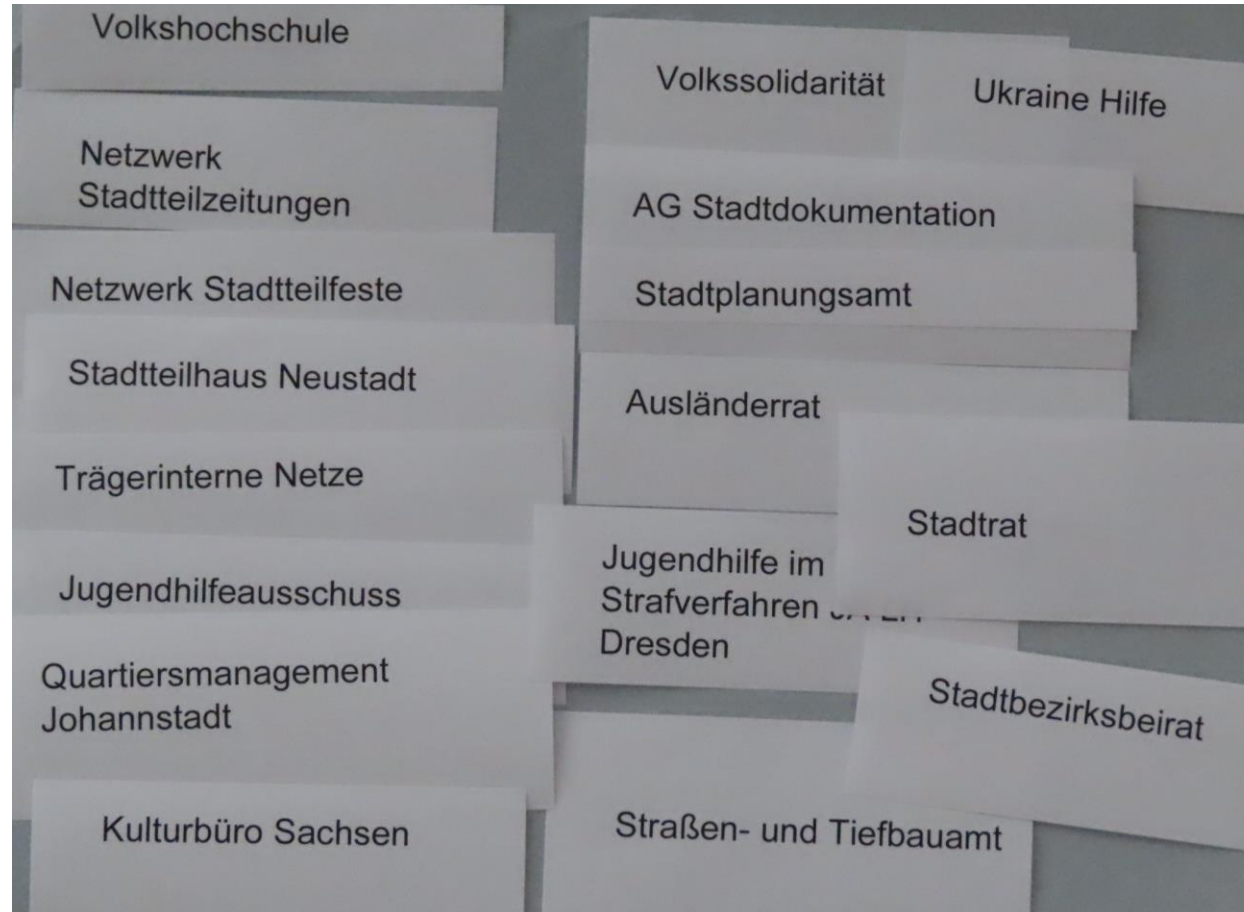 Volkshochschule
Netzwerk
Stadtteilzeitungen
Netzwerk Stadtteilfeste
Stadtteilhaus Neustadt
Trägerinterne Netze
Jugendhilfeausschuss
Quartiersmanagement
Johannstadt
Kulturbüro Sachsen
Volkssolidarität
Ukraine Hilfe
AG Stadtdokumentation
Stadtplanungsamt
Ausländerrat
Stadtrat
Jugendhilfe im
Strafverfahren
Dresden
Stadtbezirksbeirat
Straßen- und Tiefbauamt